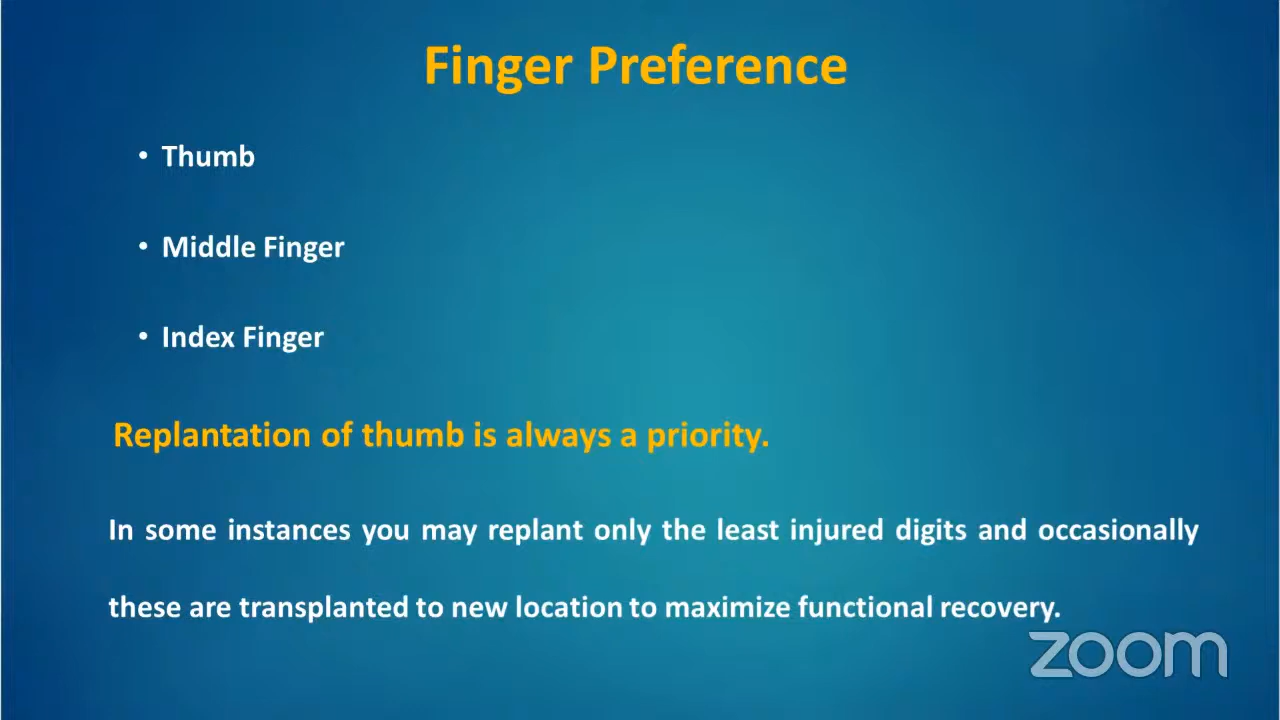 Finger Preference
• Thumb
• Middle Finger
• Index Finger
Replantation of thumb is always a priority.
In some instances you may replant only the least injured digits and occasionally
these are transplanted to new location to maximize functional recovery.
zoom